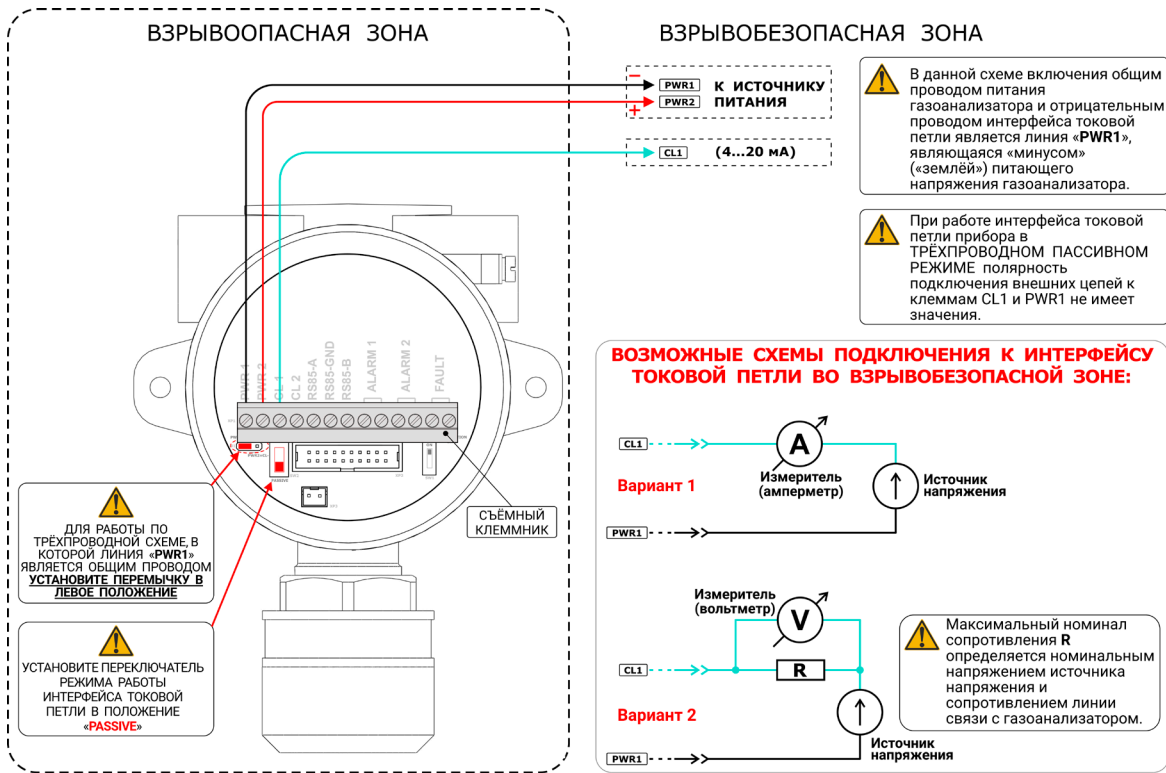 ВЗРЫВООПАСНАЯ ЗОНА
ВЗРЫВОБЕЗОПАСНАЯ ЗОНА
−
PWR1
PWR2
+
К ИСТОЧНИКУ
ПИТАНИЯ
CL1
(4...20 мА)
В данной схеме включения общим
проводом питания
газоанализатора и отрицательным
проводом интерфейса токовой
петли является линия «PWR1»,
являющаяся «минусом»
(«землёй») питающего
напряжения газоанализатора.
При работе интерфейса токовой
петли прибора в
ТРЁХПРОВОДНОМ ПАССИВНОМ
РЕЖИМЕ полярность
подключения внешних цепей к
клеммам CL1 и PWR1 не имеет
значения.
PWR 1
PWR 2
CL 1
CL 2
RS85-A
RS85-GND
RS85-B
ALARM 1
ALARM 2
FAULT
PASSIVE
СЪЁМНЫЙ
КЛЕММНИК
ДЛЯ РАБОТЫ ПО
ТРЁХПРОВОДНОЙ СХЕМЕ, В
КОТОРОЙ ЛИНИЯ «PWR1»
ЯВЛЯЕТСЯ ОБЩИМ ПРОВОДОМ
УСТАНОВИТЕ ПЕРЕМЫЧКУ В
ЛЕВОЕ ПОЛОЖЕНИЕ
УСТАНОВИТЕ ПЕРЕКЛЮЧАТЕЛЬ
РЕЖИМА РАБОТЫ
ИНТЕРФЕЙСА ТОКОВОЙ
ПЕТЛИ В ПОЛОЖЕНИЕ
«PASSIVE»
ВОЗМОЖНЫЕ СХЕМЫ ПОДКЛЮЧЕНИЯ К ИНТЕРФЕЙСУ
ТОКОВОЙ ПЕТЛИ ВО ВЗРЫВОБЕЗОПАСНОЙ ЗОНЕ:
CL1
A
Измеритель
(амперметр)
Вариант 1
Источник
напряжения
PWR1
Измеритель
(вольтметр)
V
CL1
R
Вариант 2
Источник
напряжения
PWR1
Максимальный номинал
сопротивления R
определяется номинальным
напряжением источника
напряжения и
сопротивлением линии
связи с газоанализатором.